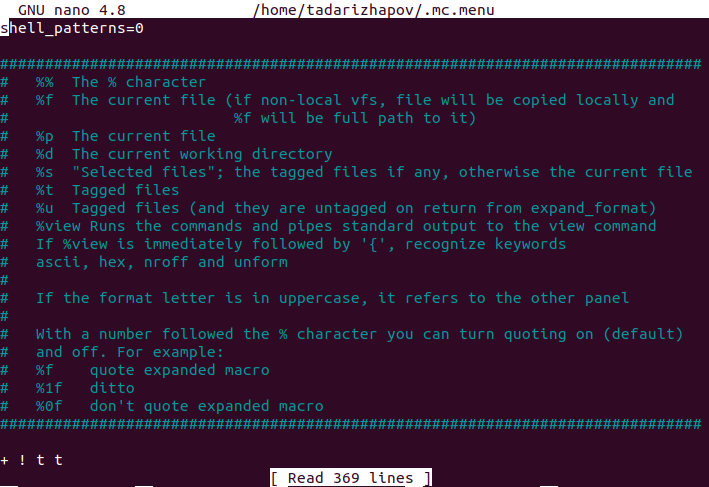 GNU nano 4.8 /home/tadarizhapov/.mc.menu
shell_patterns=0
###############################################################################
#   %%  The % character
#   %f  The current file (if non-local vfs, file will be copied locally and
#                         %f will be full path to it)
#   %p  The current file
#   %d  The current working directory
#   %s  "Selected files"; the tagged files if any, otherwise the current file
#   %t  Tagged files
#   %u  Tagged files (and they are untagged on return from expand_format)
#   %view Runs the commands and pipes standard output to the view command
#   If %view is immediately followed by '{', recognize keywords
#   ascii, hex, nroff and unform
#
#   If the format letter is in uppercase, it refers to the other panel
#
#   With a number followed the % character you can turn quoting on (default)
#   and off. For example:
#   %f    quote expanded macro
#   %1f   ditto
#   %0f   don't quote expanded macro
###############################################################################
+ ! t t
[ Read 369 lines ]